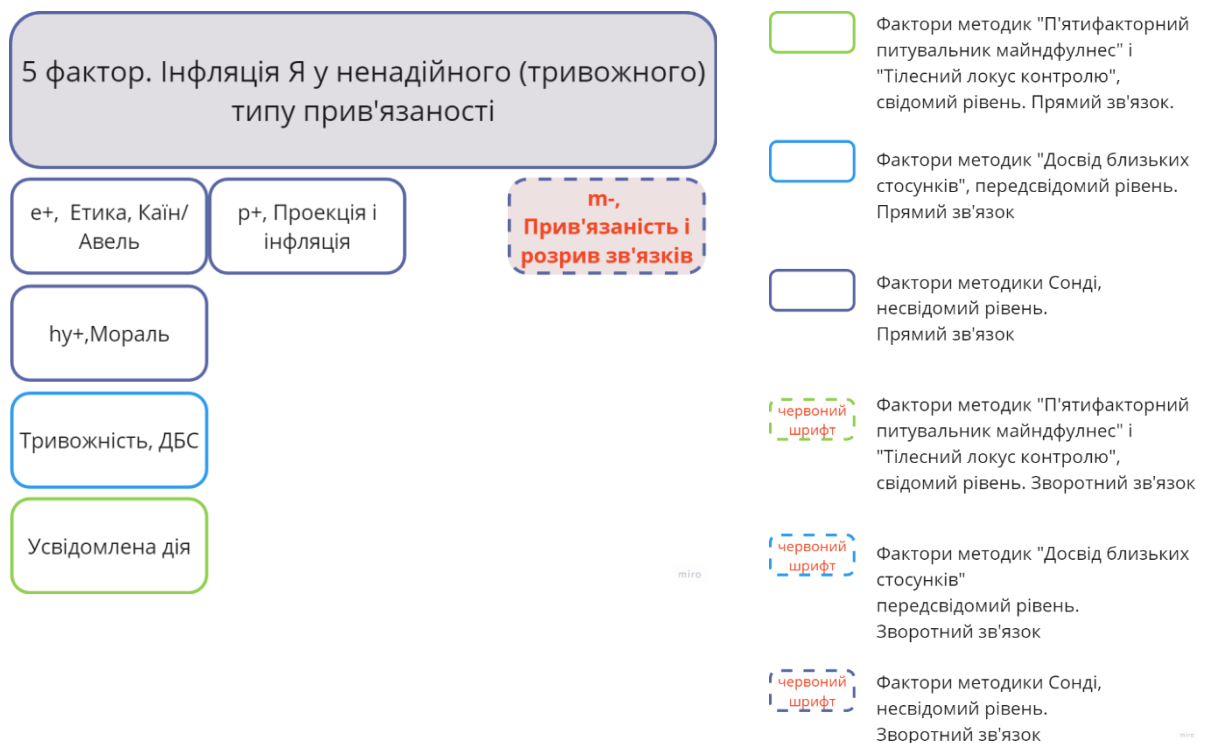 5 фактор. Інфляція Я у ненадійного (тривожного)
типу прив'язаності
e+, Етика, Каїн/
Авель
p+, Проекція і
інфляція
m-,
Прив'язаність і
розрив зв'язків
hy+,Мораль
Тривожність, ДБС
Усвідомлена дія
miro
Фактори методик "П'ятифакторний
питувальник майндфулнес" і
"Тілесний локус контролю",
свідомий рівень. Прямий зв'язок.
Фактори методик "Досвід близьких
стосунків", передсвідомий рівень.
Прямий зв'язок
Фактори методики Сонді,
несвідомий рівень.
Прямий зв'язок
червоний
шрифт
Фактори методик "П'ятифакторний
питувальник майндфулнес" і
"Тілесний локус контролю",
свідомий рівень. Зворотний зв'язок
червоний
шрифт
Фактори методик "Досвід близьких
стосунків"
передсвідомий рівень.
Зворотний зв'язок
червоний
шрифт
Фактори методики Сонді,
несвідомий рівень.
Зворотний зв'язок
miro